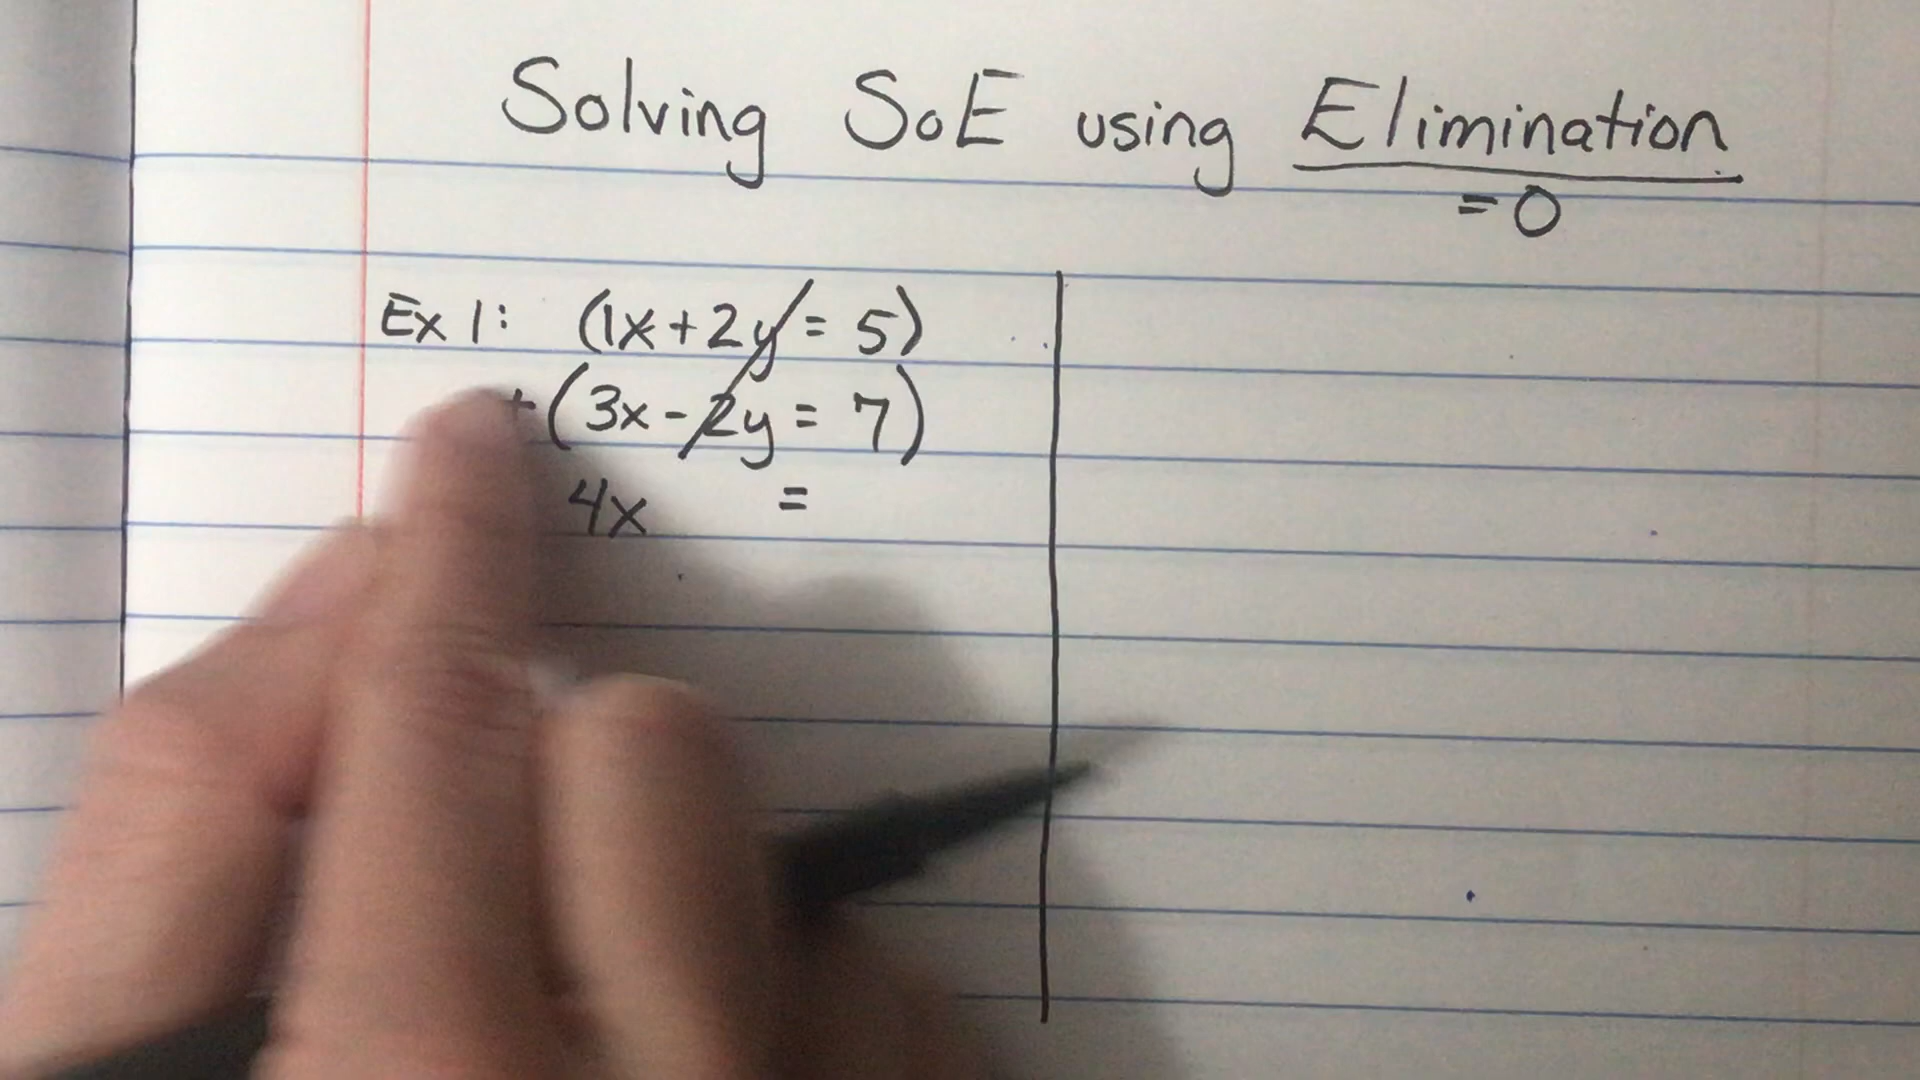 Solving SoE using Elimination
= 0
Ex 1: (1x + 2y = 5)
+ (3x - 2y = 7)
4x =